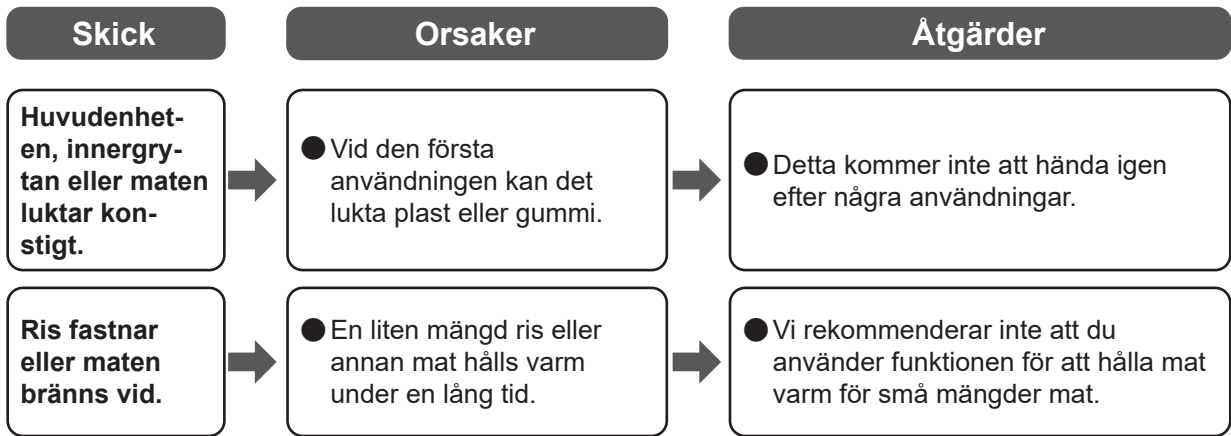 Skick
Orsaker
Åtgärder
Huvudenhet-
en, innergry-
tan eller maten
luktar kon-
stigt.
● Vid den första
användningen kan det
lukta plast eller gummi.
● Detta kommer inte att hända igen
efter några användningar.
Ris fastnar
eller maten
bränns vid.
● En liten mängd ris eller
annan mat hålls varm
under en lång tid.
● Vi rekommenderar inte att du
använder funktionen för att hålla mat
varm för små mängder mat.